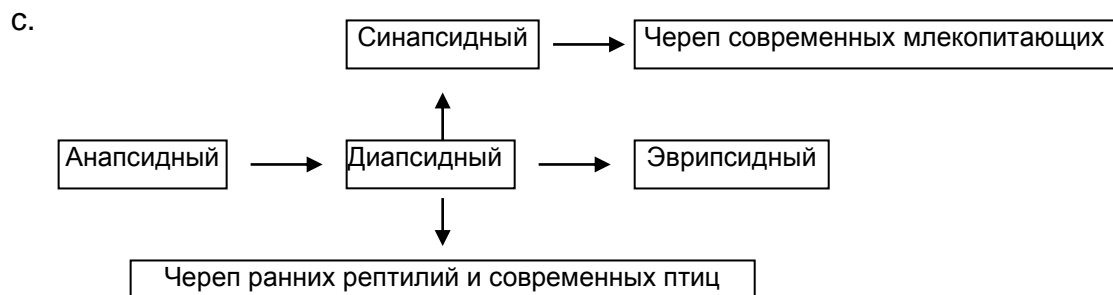 c.
Синапсидный
Череп современных млекопитающих
Анапсидный
Диапсидный
Эврипсидный
Череп ранних рептилий и современных птиц